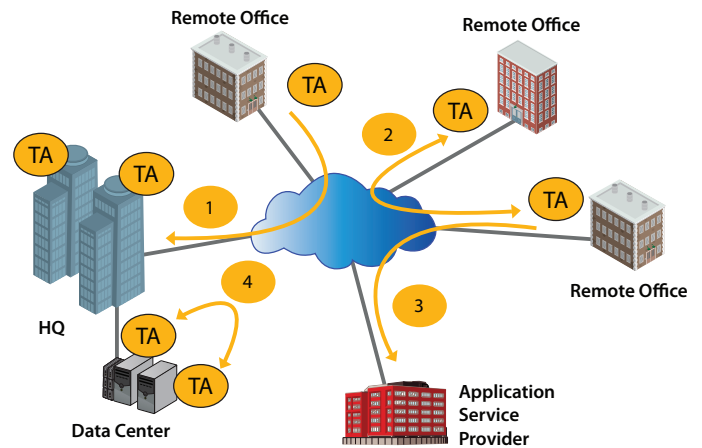 Remote Office
Remote Office
TA
TA
2
TA
TA
1
TA
Remote Office
4
3
HQ
TA
TA
Data Center
Application
Service
Provider